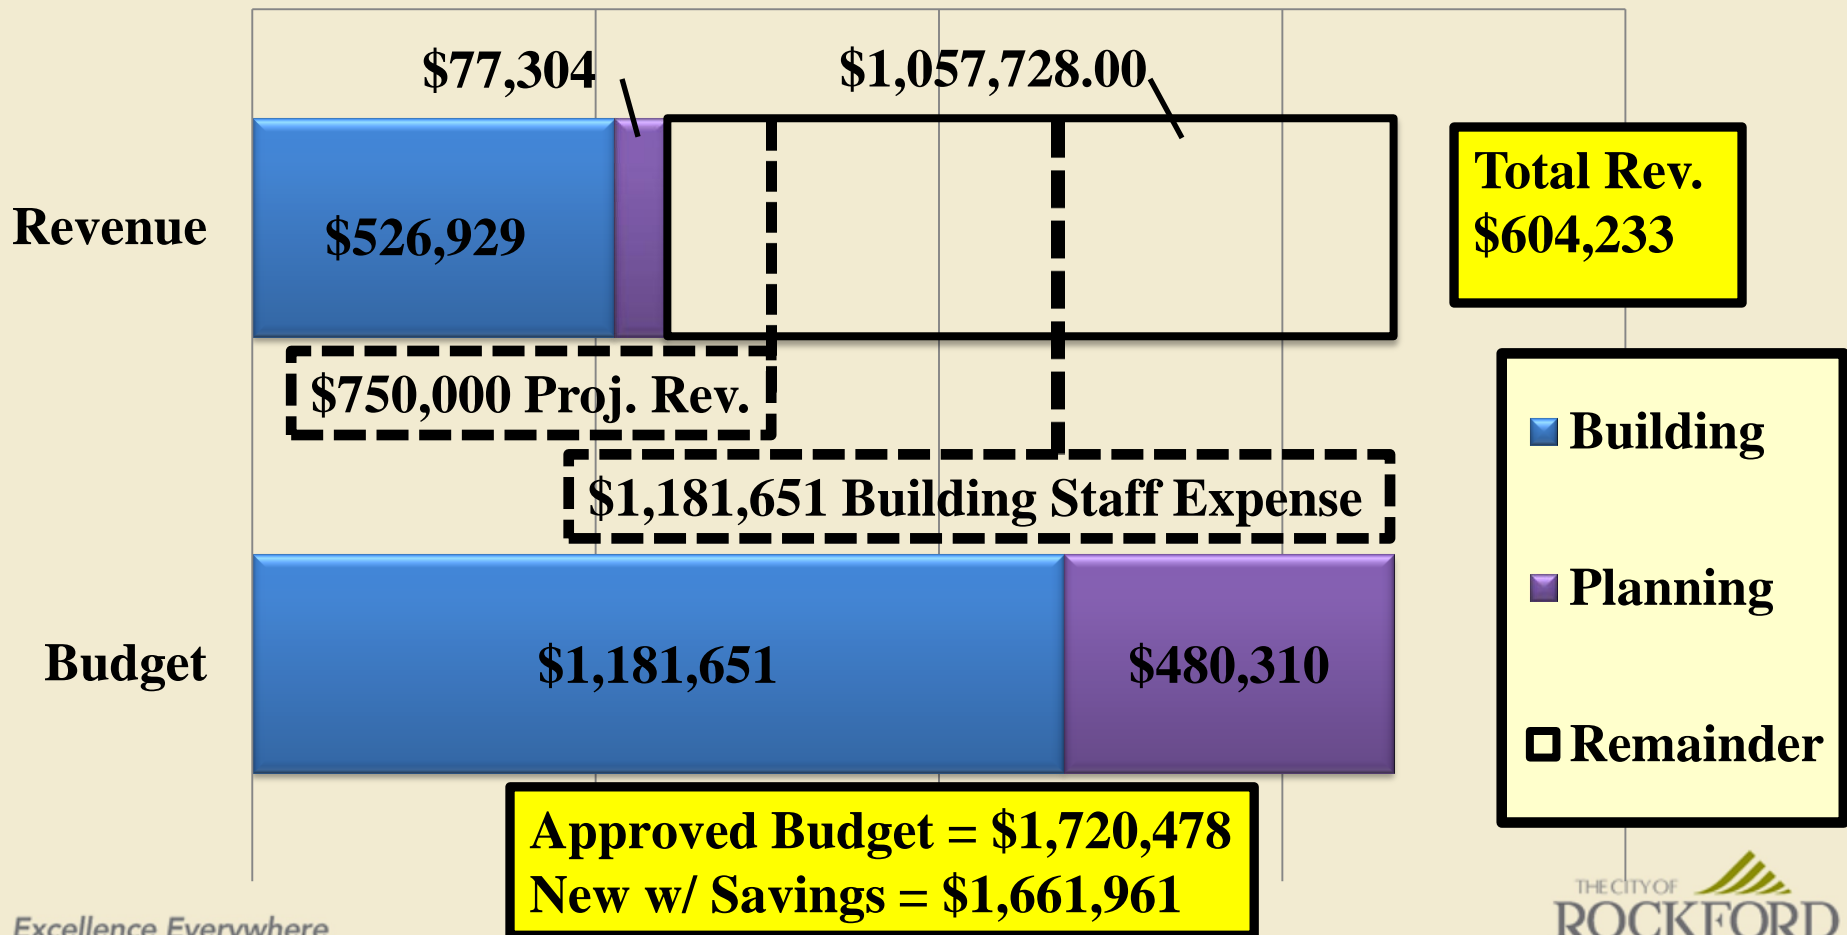 $77,304
$1,057,728.00
Revenue
$526,929
Total Rev.
$604,233
$750,000 Proj. Rev.
$1,181,651 Building Staff Expense
Building
Planning
Remainder
Budget
$1,181,651
$480,310
Approved Budget = $1,720,478
New w/ Savings = $1,661,961
Excellence Everywhere
THE CITY OF
ROCKFORD